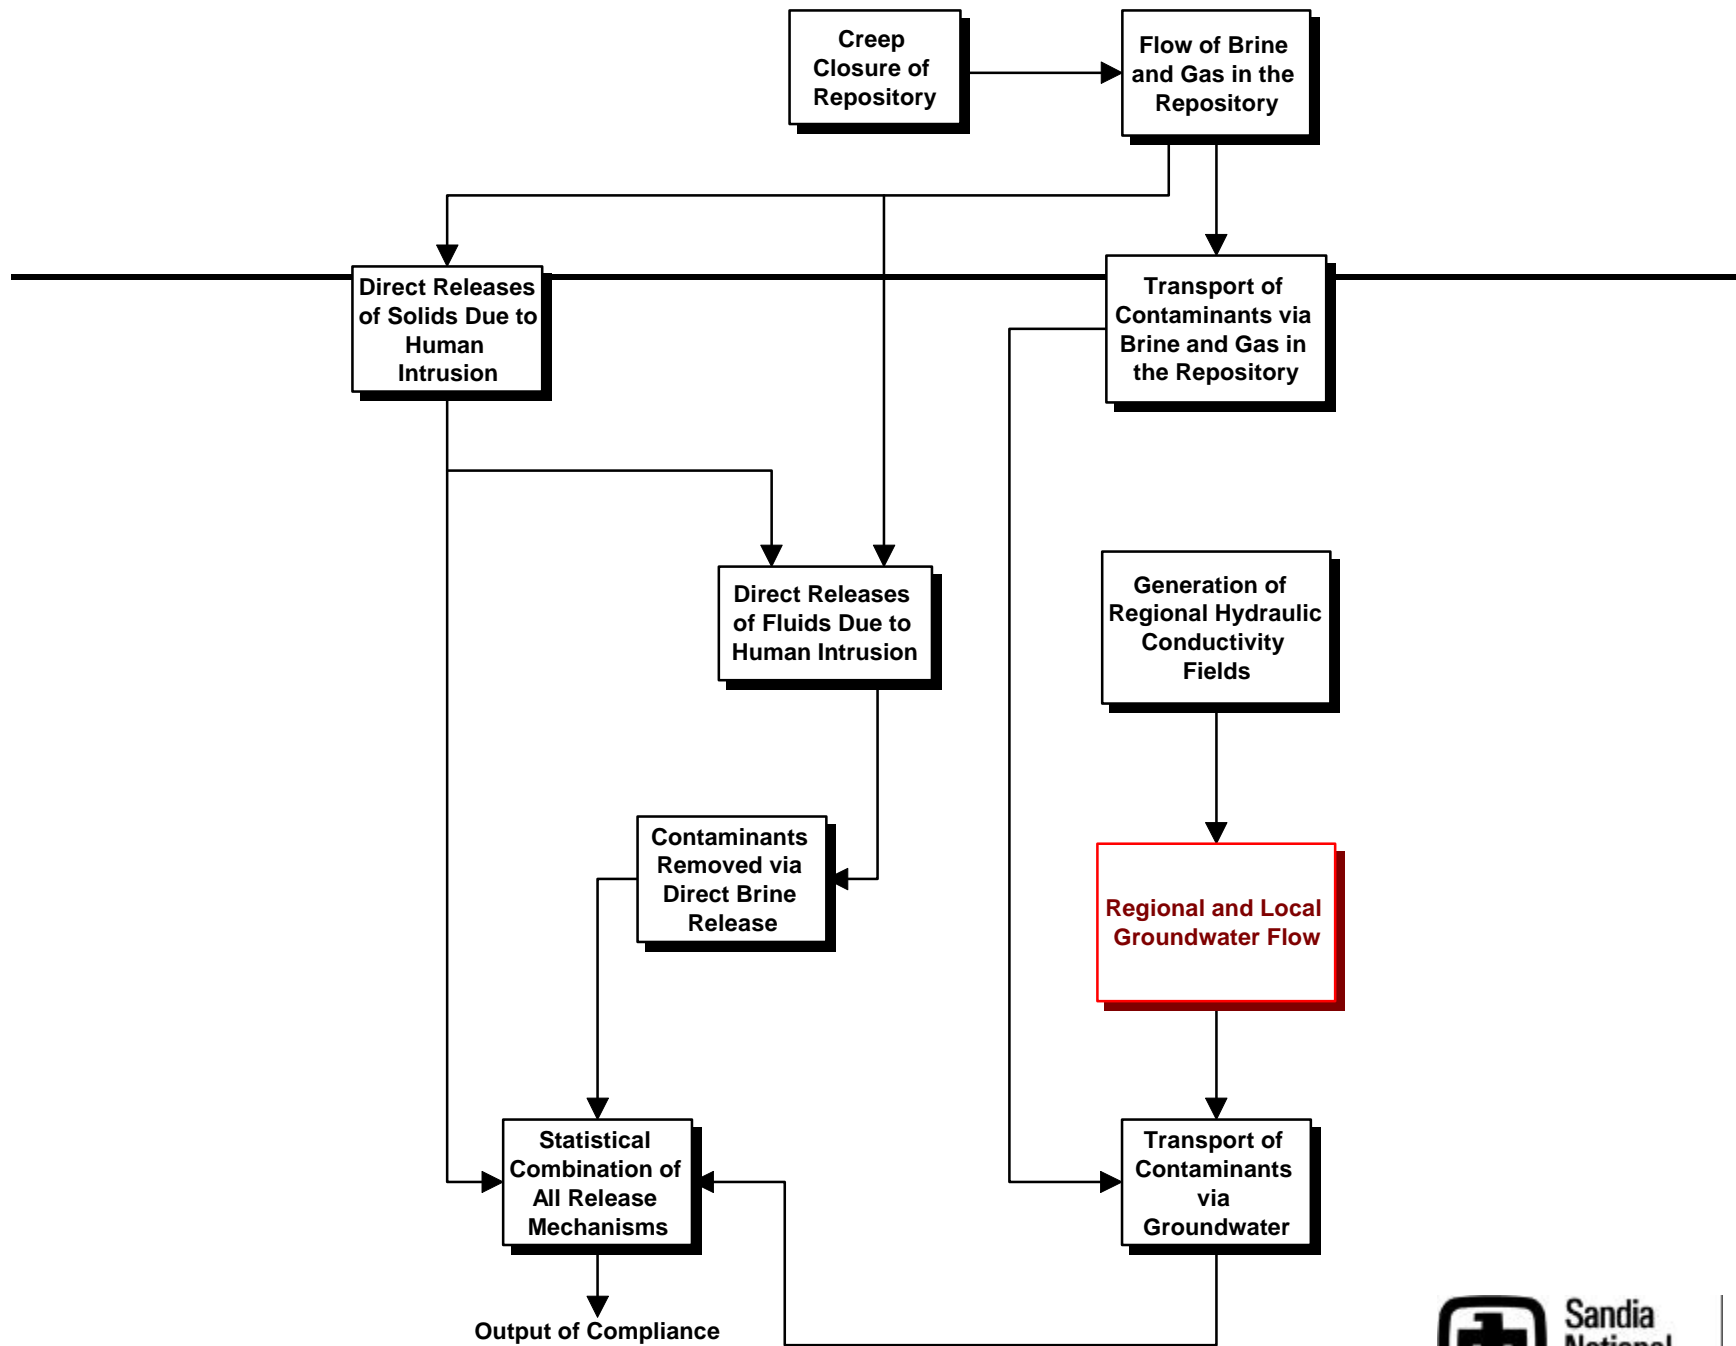 Creep
Closure of
Repository
Flow of Brine
and Gas in the
Repository
Direct Releases
of Solids Due to
Human
Intrusion
Transport of
Contaminants via
Brine and Gas in
the Repository
Direct Releases
of Fluids Due to
Human Intrusion
Generation of
Regional Hydraulic
Conductivity
Fields
Contaminants
Removed via
Direct Brine
Release
Regional and Local
Groundwater Flow
Statistical
Combination of
All Release
Mechanisms
Transport of
Contaminants
via
Groundwater
Output of Compliance
Sandia
National